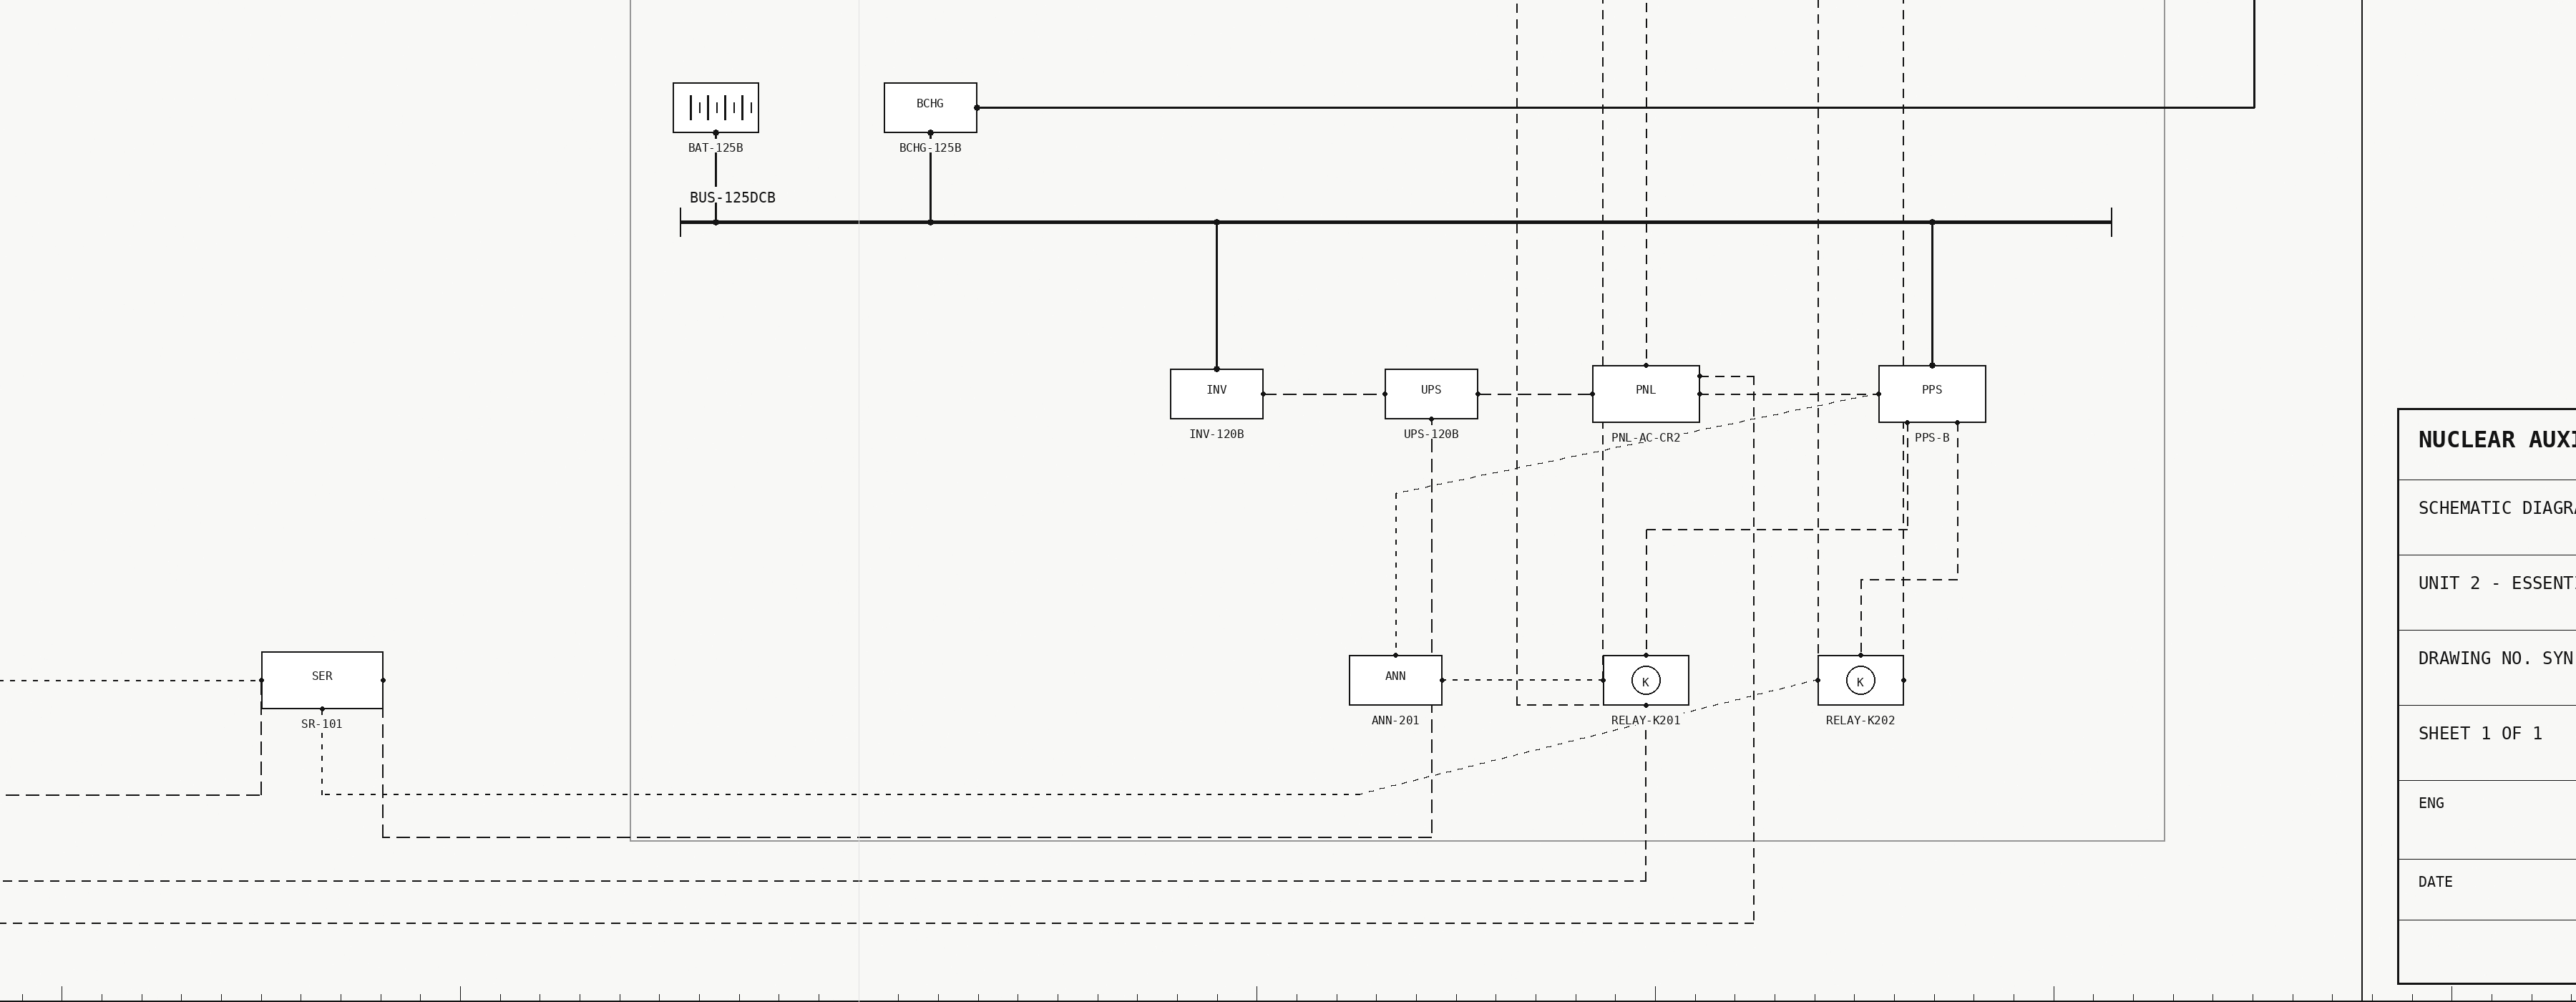 BCHG
BAT-125B
BCHG-125B
BUS-125DCB
INV
UPS
PNL
PPS
INV-120B
UPS-120B
PNL-AC-CR2
PPS-B
NUCLEAR AUXI
SCHEMATIC DIAGRA
UNIT 2 - ESSENTI
DRAWING NO. SYN
SER
ANN
K
K
SR-101
ANN-201
RELAY-K201
RELAY-K202
SHEET 1 OF 1
ENG
DATE